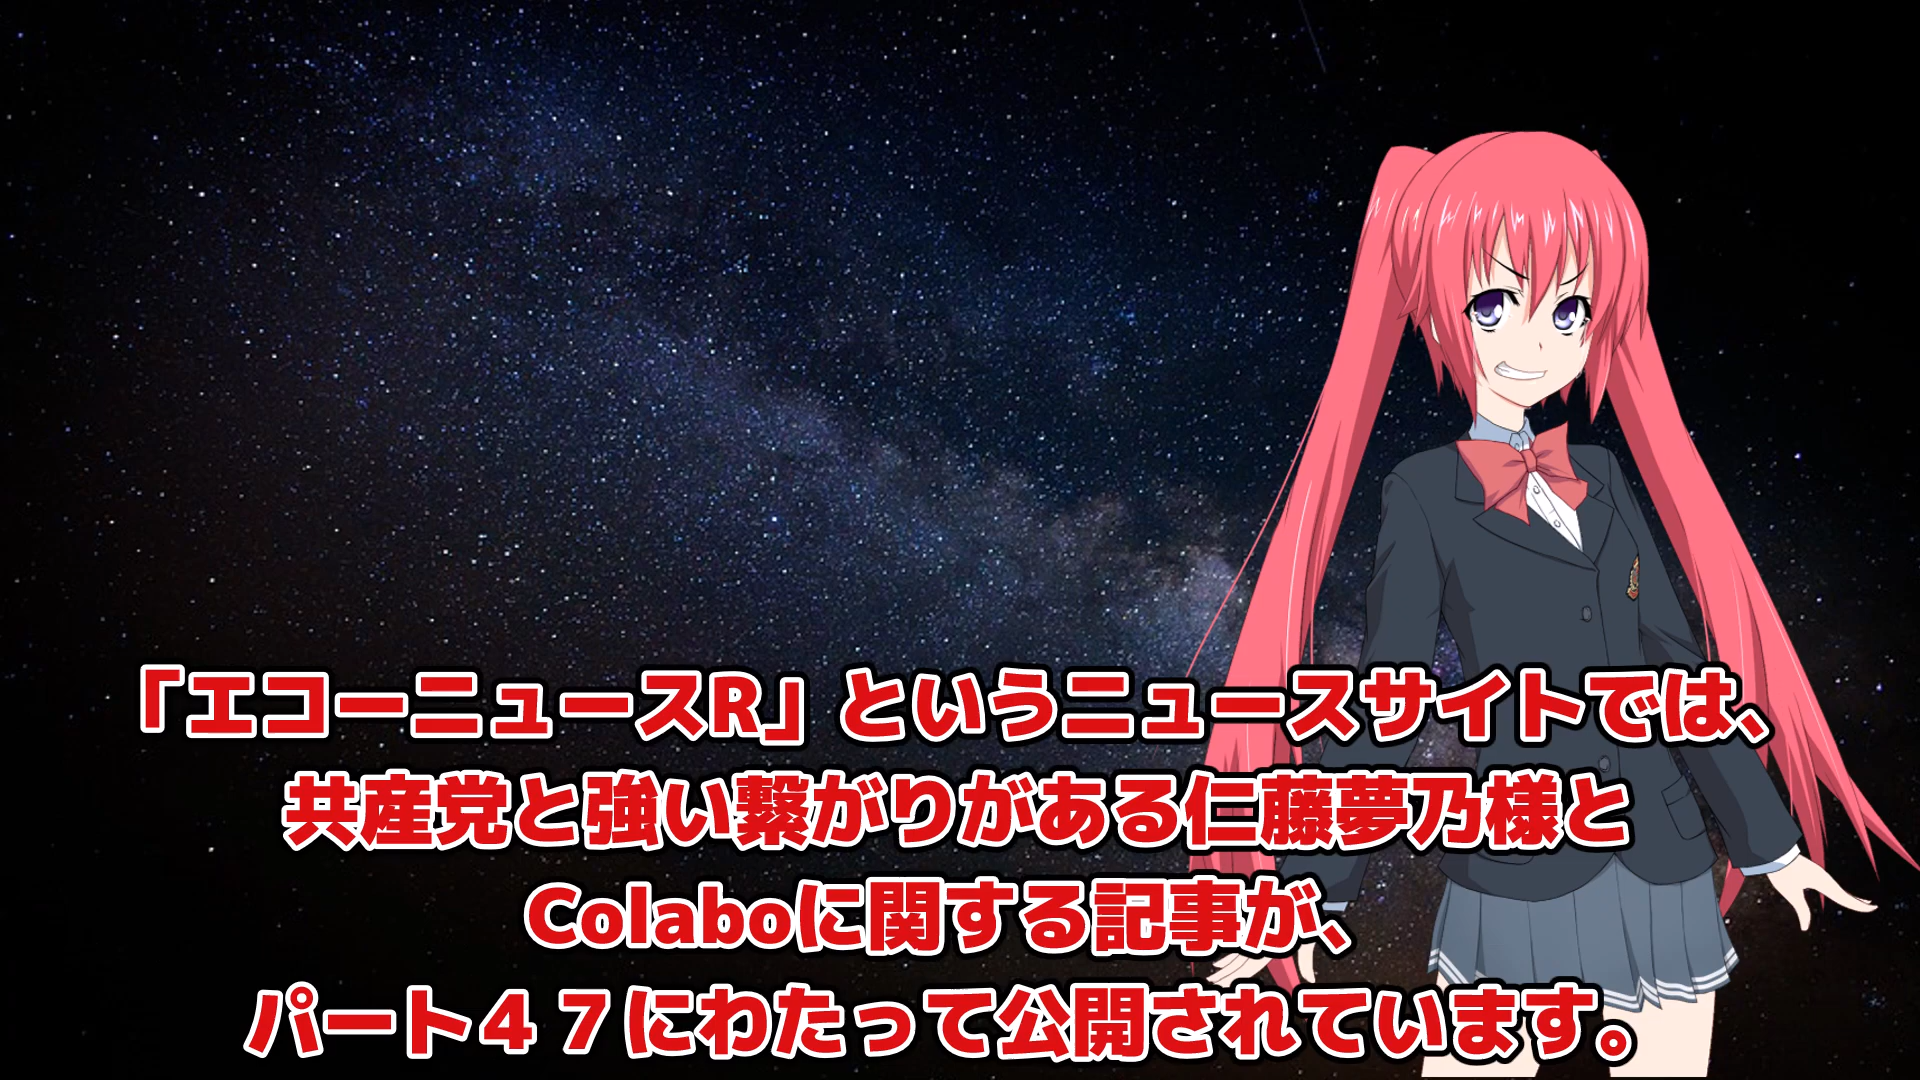 「エコーニュースR」というニュースサイトでは、
共産党と強い繋がりがある仁藤夢乃様と
Colaboに関する記事が、
パート４７にわたって公開されています。